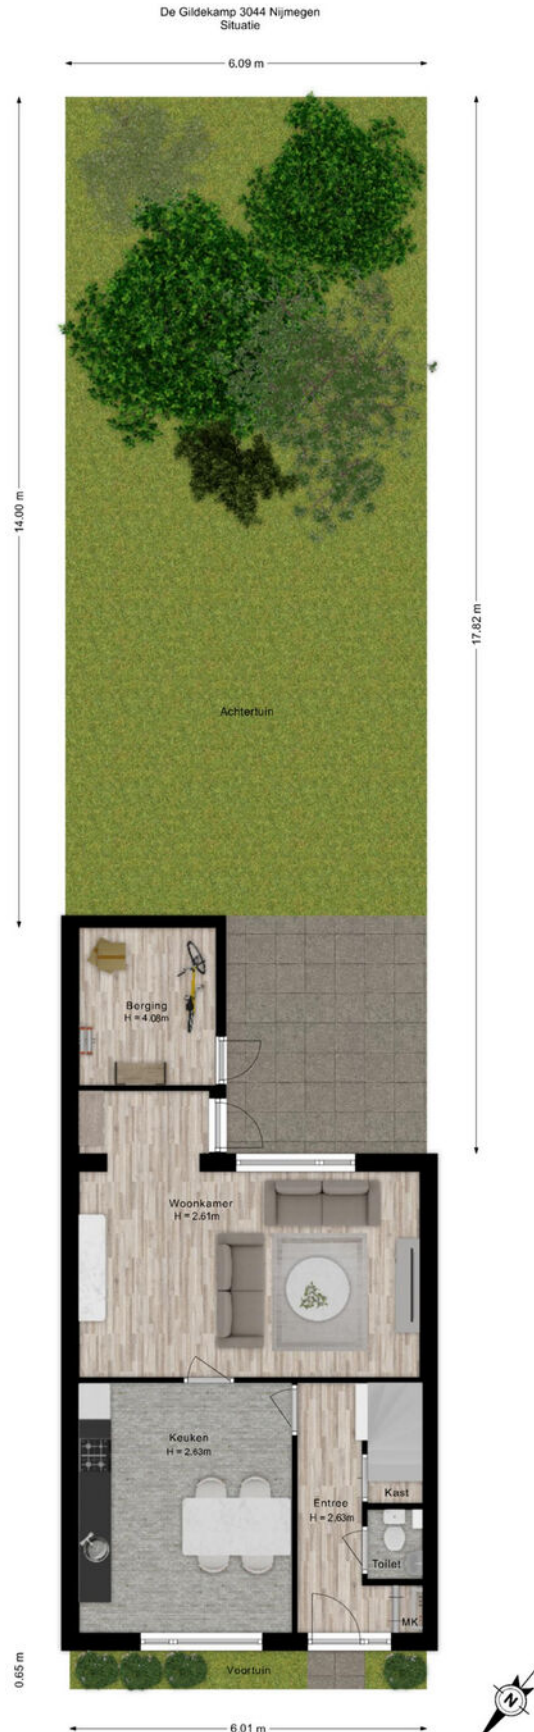 De Gildekamp 3044 Nijmegen
Situatie
6.09 m
14.00 m
17.82 m
Achtertuin
Berging
H = 4.08m
Woonkamer
H = 2.61m
Keuken
H = 2.63m
Entree
H = 2.63m
Kast
Toilet
MK
0.65 m
Voortuin
6.01 m
N